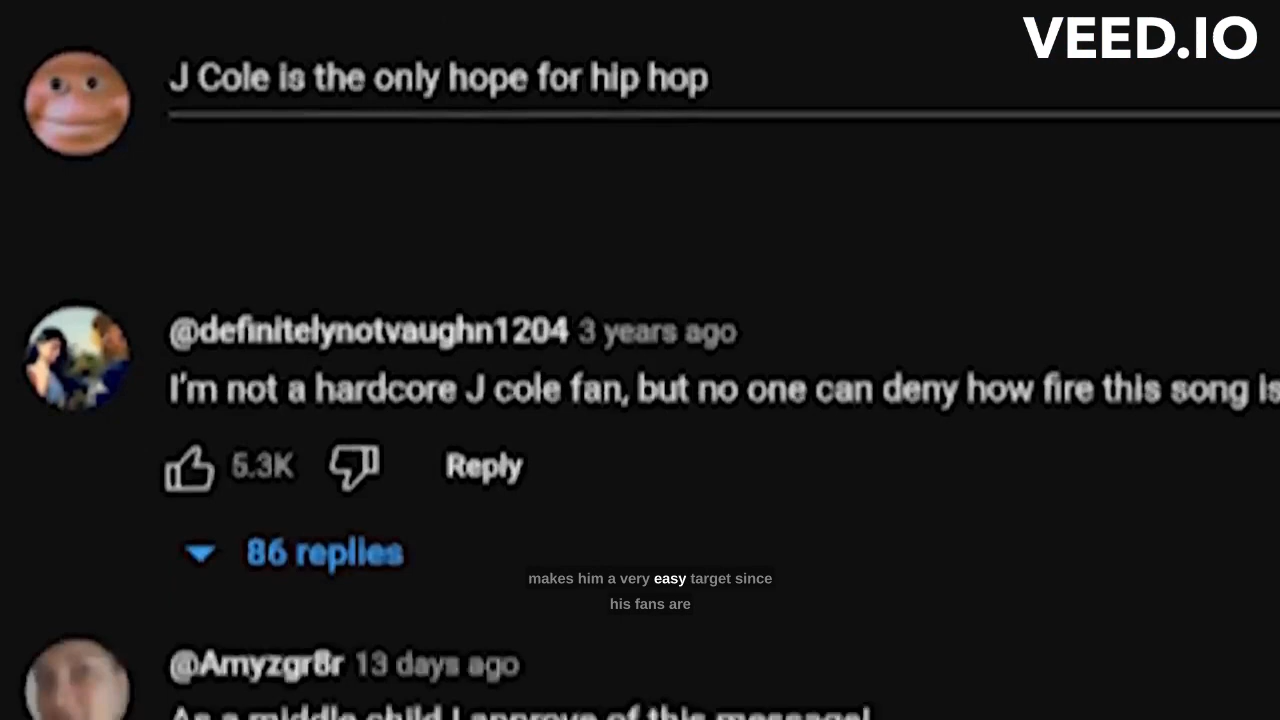 VEED.IO
J Cole is the only hope for hip hop
@definitelynotvaughn1204 3 years ago
I'm not a hardcore J cole fan, but no one can deny how fire this song is
5.3K Reply
86 replies
makes him a very easy target since
his fans are
@Amyzgr8r 13 days ago
As a middle child I approve of this message!